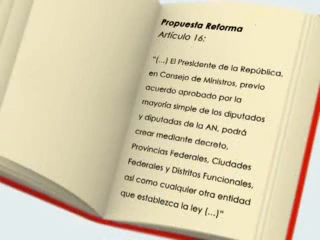 Propuesta Reforma
Artículo 16:
"(...) El Presidente de la República,
en Consejo de Ministros, previo
acuerdo aprobado por la
mayoría simple de los diputados
y diputadas de la AN, podrá
crear mediante decreto,
Provincias Federales, Ciudades
Federales y Distritos Funcionales,
así como cualquier otra entidad
que establezca la ley (...)"